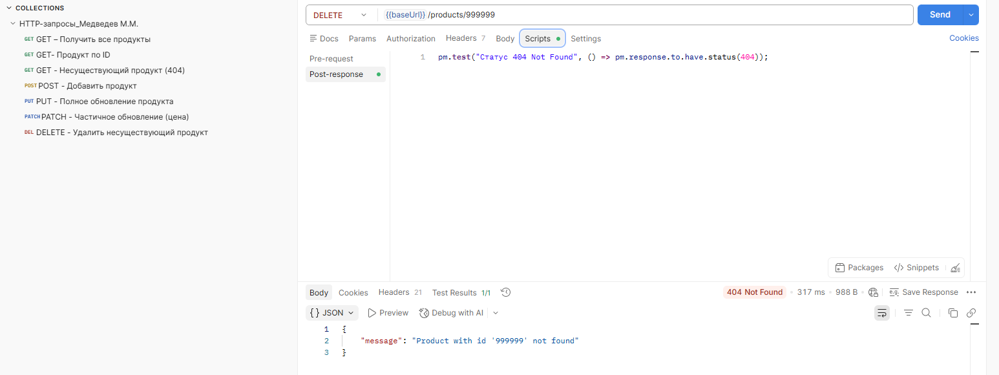 COLLECTIONS
HTTP-запросы_Медведев М.М.
GET GET – Получить все продукты
GET GET- Продукт по ID
GET GET - Несуществующий продукт (404)
POST POST - Добавить продукт
PUT PUT - Полное обновление продукта
PATCH PATCH - Частичное обновление (цена)
DEL DELETE - Удалить несуществующий продукт
DELETE {{baseUrl}} /products/999999 Send
Docs Params Authorization Headers 7 Body Scripts Settings Cookies
Pre-request
Post-response
1 pm.test("Статус 404 Not Found", () => pm.response.to.have.status(404));
Packages </> Snippets
Body Cookies Headers 21 Test Results 1/1 404 Not Found 317 ms 988 B e.g. Save Response
{} JSON Preview Debug with AI
1 {
2 "message": "Product with id '999999' not found"
3 }